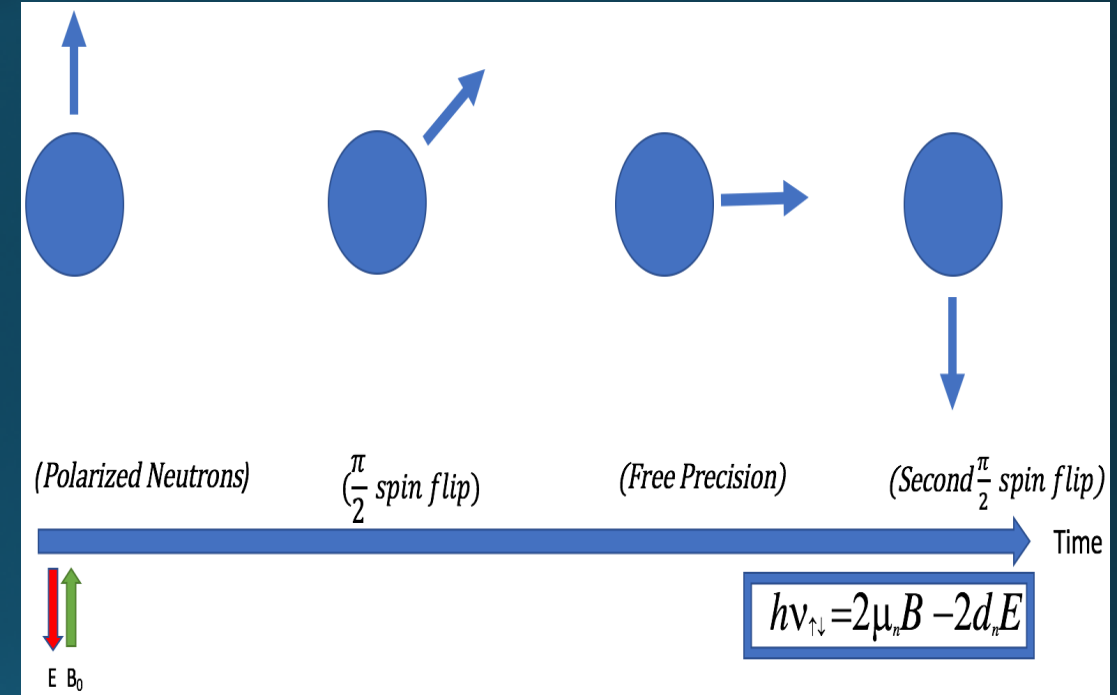 (Polarized Neutrons)
(π/2 spin flip)
(Free Precision)
(Second π/2 spin flip)
Time
hν↑↓=2μₙB −2dₙE
E B₀